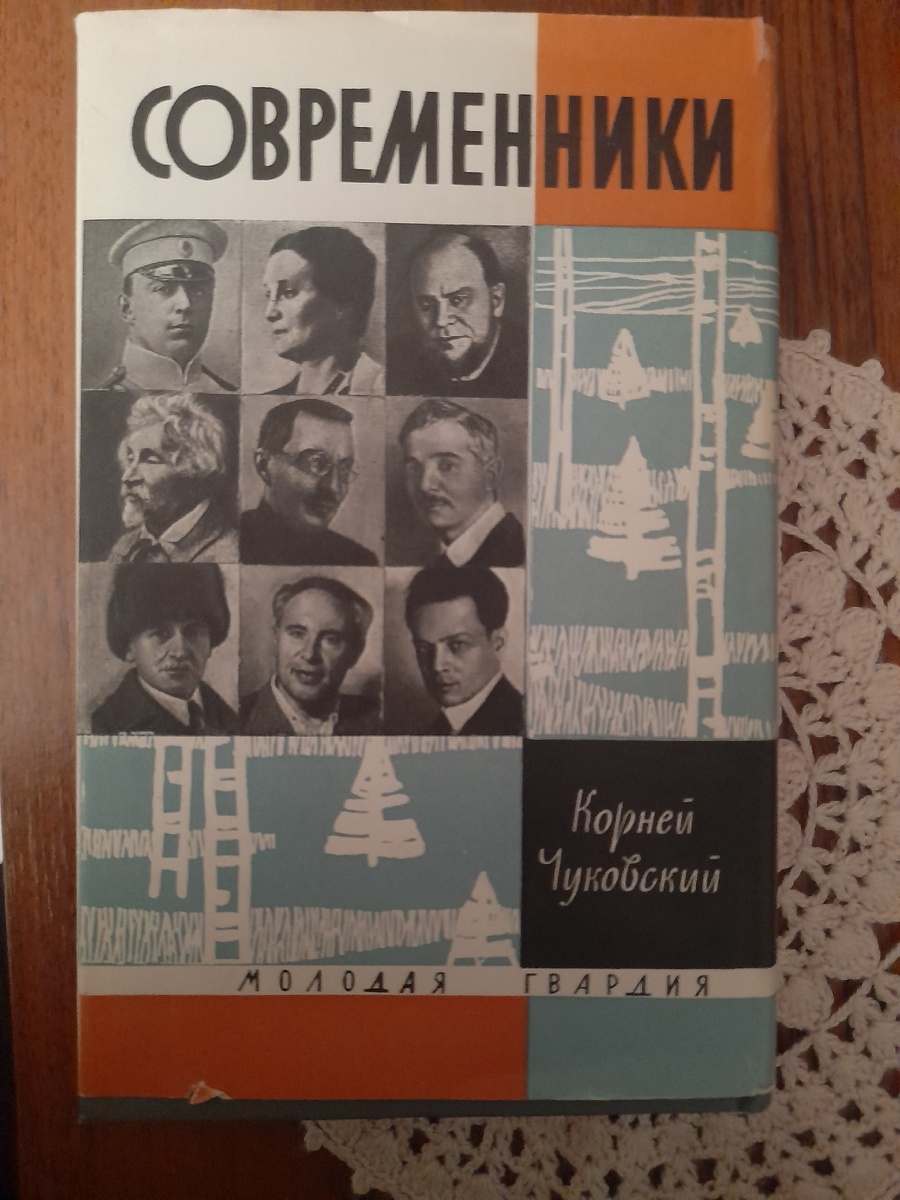 СОВРЕМЕННИКИ
Корней
Чуковский
МОЛОДАЯ ГВАРДИЯ